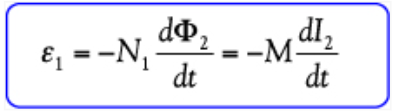 ε₁ = −N₁ dΦ₂/dt = −M dI₂/dt